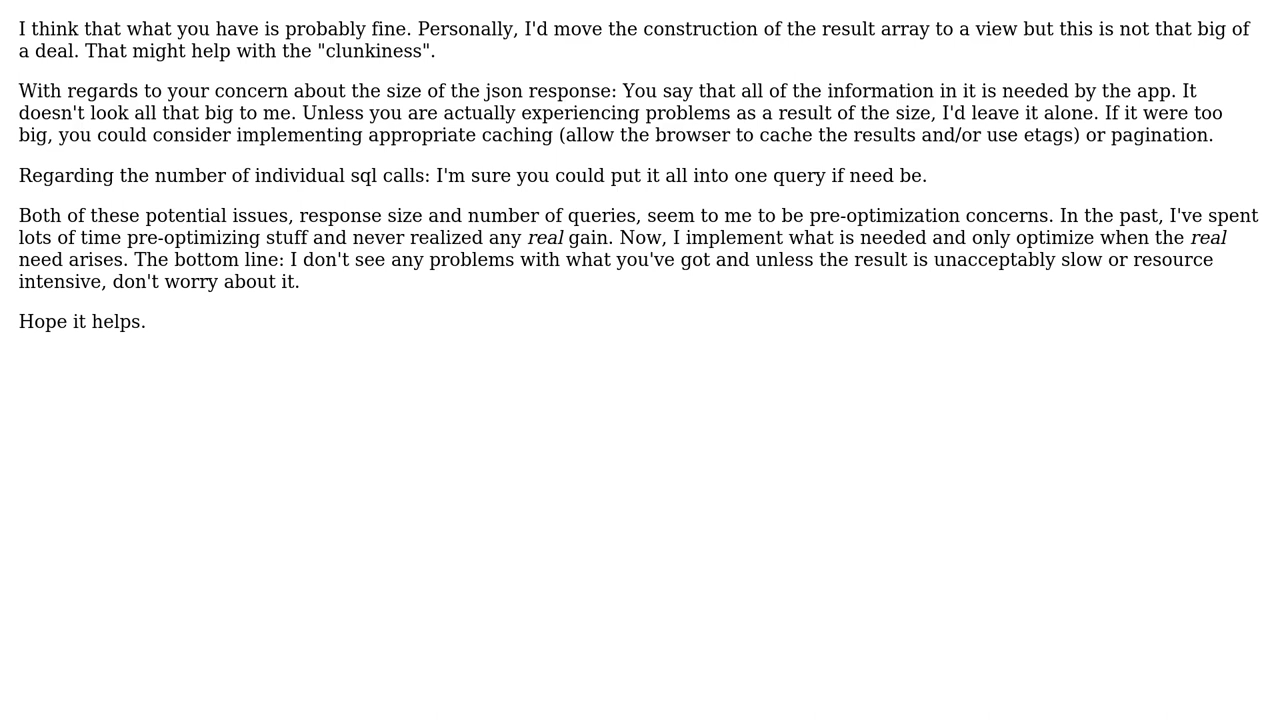 I think that what you have is probably fine. Personally, I'd move the construction of the result array to a view but this is not that big of
a deal. That might help with the "clunkiness".
With regards to your concern about the size of the json response: You say that all of the information in it is needed by the app. It
doesn't look all that big to me. Unless you are actually experiencing problems as a result of the size, I'd leave it alone. If it were too
big, you could consider implementing appropriate caching (allow the browser to cache the results and/or use etags) or pagination.
Regarding the number of individual sql calls: I'm sure you could put it all into one query if need be.
Both of these potential issues, response size and number of queries, seem to me to be pre-optimization concerns. In the past, I've spent
lots of time pre-optimizing stuff and never realized any real gain. Now, I implement what is needed and only optimize when the real
need arises. The bottom line: I don't see any problems with what you've got and unless the result is unacceptably slow or resource
intensive, don't worry about it.
Hope it helps.